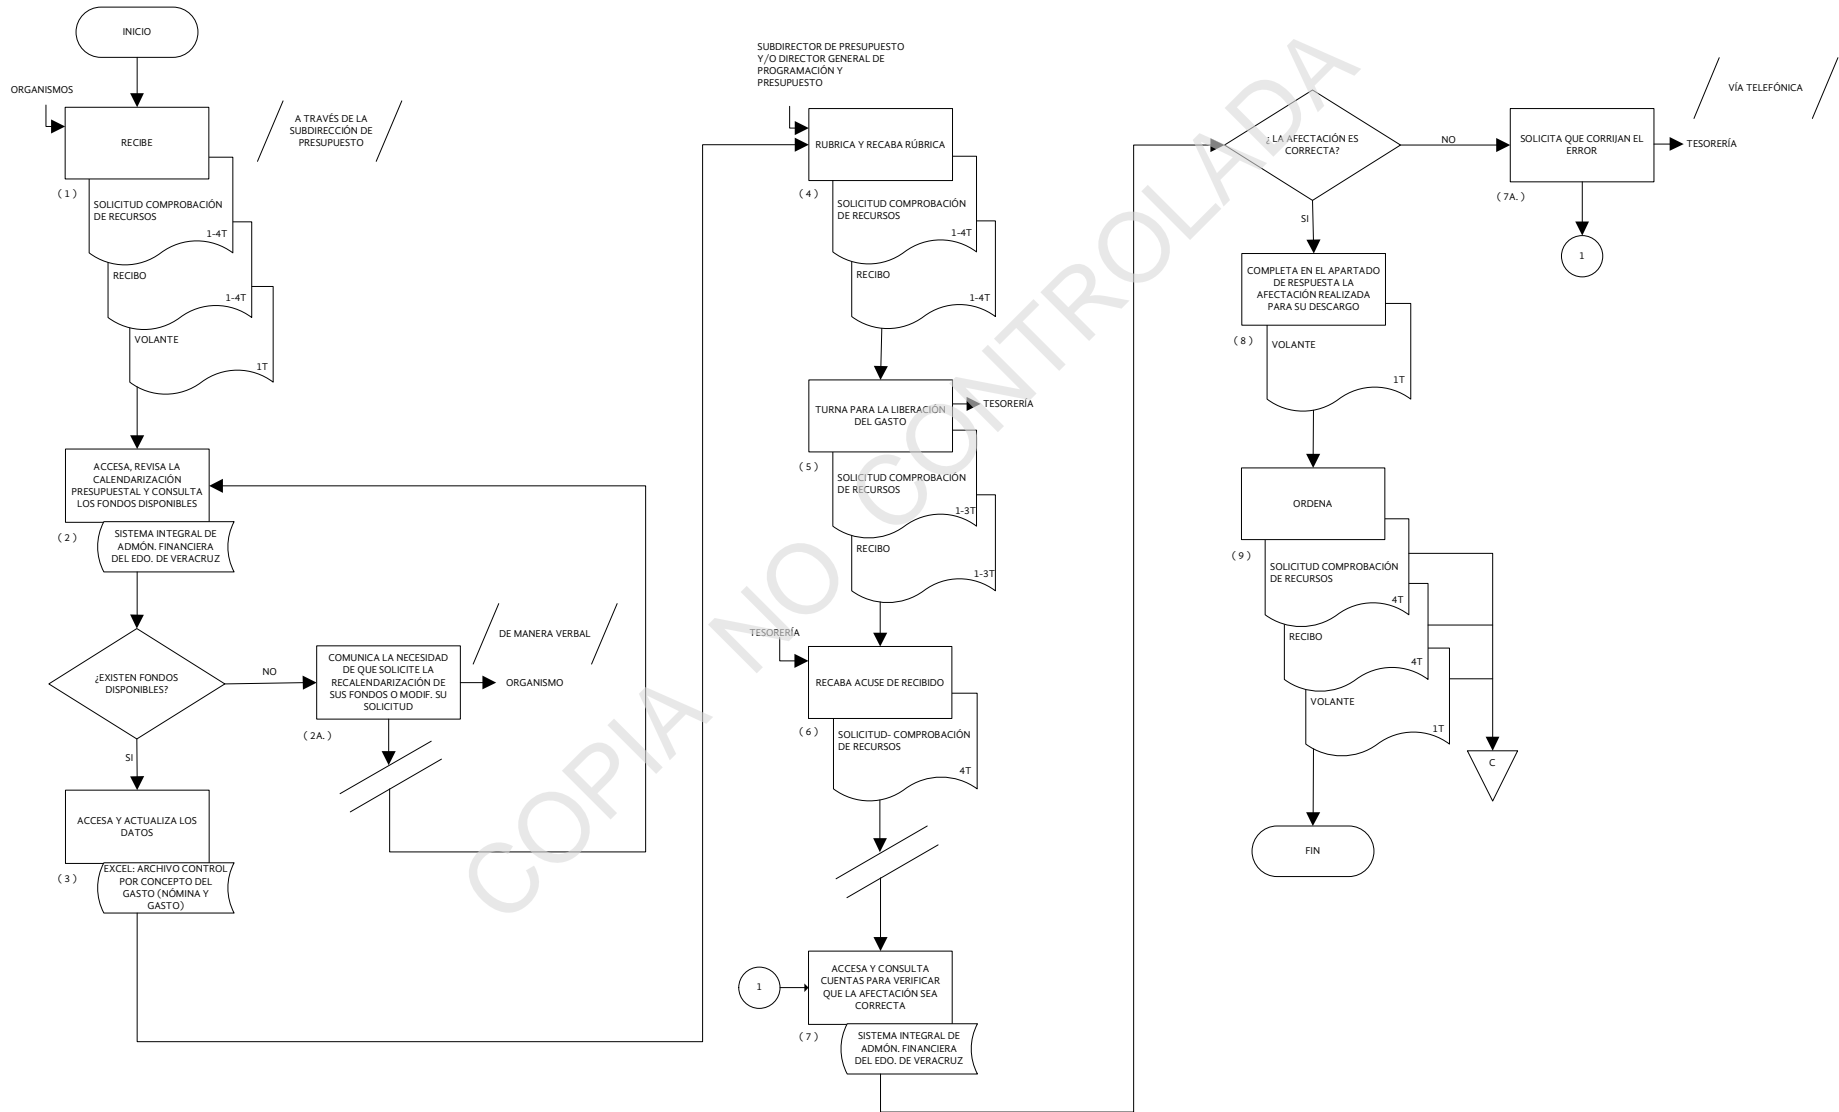 INICIO
ORGANISMOS
RECIBE
A TRAVÉS DE LA
SUBDIRECCIÓN DE
PRESUPUESTO
( 1 )
SOLICITUD COMPROBACIÓN
DE RECURSOS
1-4T
RECIBO
1-4T
VOLANTE
1T
ACCESA, REVISA LA
CALENDARIZACIÓN
PRESUPUESTAL Y CONSULTA
LOS FONDOS DISPONIBLES
( 2 )
SISTEMA INTEGRAL DE
ADMÓN. FINANCIERA
DEL EDO. DE VERACRUZ
¿EXISTEN FONDOS
DISPONIBLES?
NO
COMUNICA LA NECESIDAD
DE QUE SOLICITE LA
RECALENDARIZACIÓN DE
SUS FONDOS O MODIF. SU
SOLICITUD
( 2A. )
DE MANERA VERBAL
ORGANISMO
SI
ACCESA Y ACTUALIZA LOS
DATOS
( 3 )
EXCEL: ARCHIVO CONTROL
POR CONCEPTO DEL
GASTO (NÓMINA Y
GASTO)
SUBDIRECTOR DE PRESUPUESTO
Y/O DIRECTOR GENERAL DE
PROGRAMACIÓN Y
PRESUPUESTO
RUBRICA Y RECABA RÚBRICA
( 4 )
SOLICITUD COMPROBACIÓN
DE RECURSOS
1-4T
RECIBO
1-4T
TURNA PARA LA LIBERACIÓN
DEL GASTO
TESORERÍA
( 5 )
SOLICITUD COMPROBACIÓN
DE RECURSOS
1-3T
RECIBO
1-3T
TESORERÍA
RECABA ACUSE DE RECIBIDO
( 6 )
SOLICITUD- COMPROBACIÓN
DE RECURSOS
4T
1
ACCESA Y CONSULTA
CUENTAS PARA VERIFICAR
QUE LA AFECTACIÓN SEA
CORRECTA
( 7 )
SISTEMA INTEGRAL DE
ADMÓN. FINANCIERA
DEL EDO. DE VERACRUZ
¿ LA AFECTACIÓN ES
CORRECTA?
NO
SOLICITA QUE CORRIJAN EL
ERROR
( 7A. )
VÍA TELEFÓNICA
TESORERÍA
1
SI
COMPLETA EN EL APARTADO
DE RESPUESTA LA
AFECTACIÓN REALIZADA
PARA SU DESCARGO
( 8 )
VOLANTE
1T
ORDENA
( 9 )
SOLICITUD COMPROBACIÓN
DE RECURSOS
4T
RECIBO
4T
VOLANTE
1T
C
FIN
COPIA NO CONTROLADA